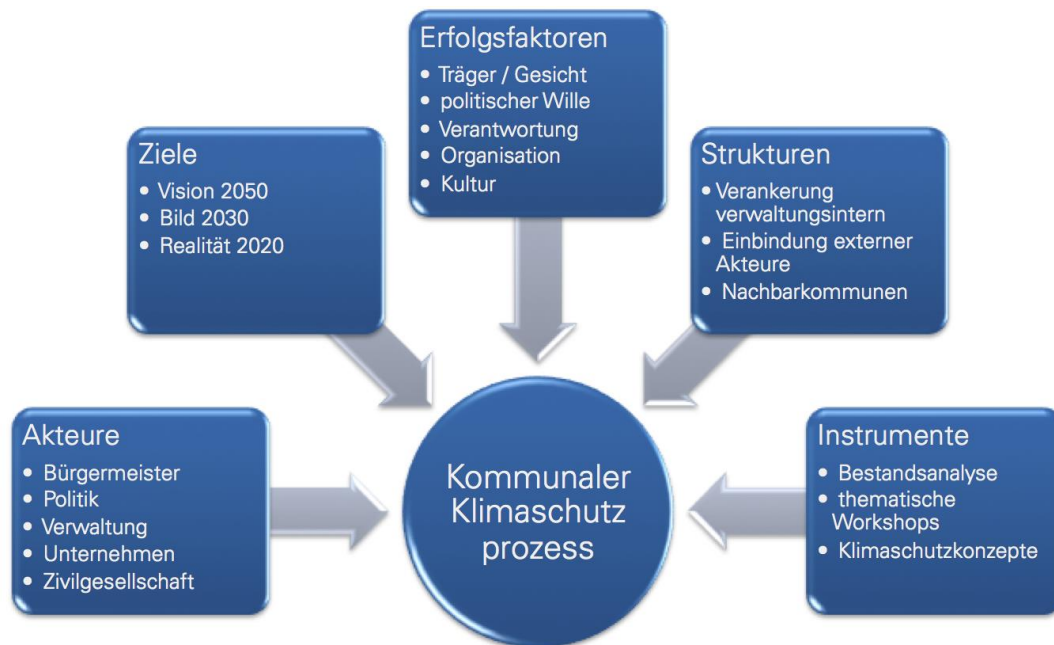 Erfolgsfaktoren
• Träger / Gesicht
• politischer Wille
• Verantwortung
• Organisation
• Kultur
Ziele
• Vision 2050
• Bild 2030
• Realität 2020
Strukturen
• Verankerung
verwaltungsintern
• Einbindung externer
Akteure
• Nachbarkommunen
Akteure
• Bürgermeister
• Politik
• Verwaltung
• Unternehmen
• Zivilgesellschaft
Kommunaler
Klimaschutz
prozess
Instrumente
• Bestandsanalyse
• thematische
Workshops
• Klimaschutzkonzepte